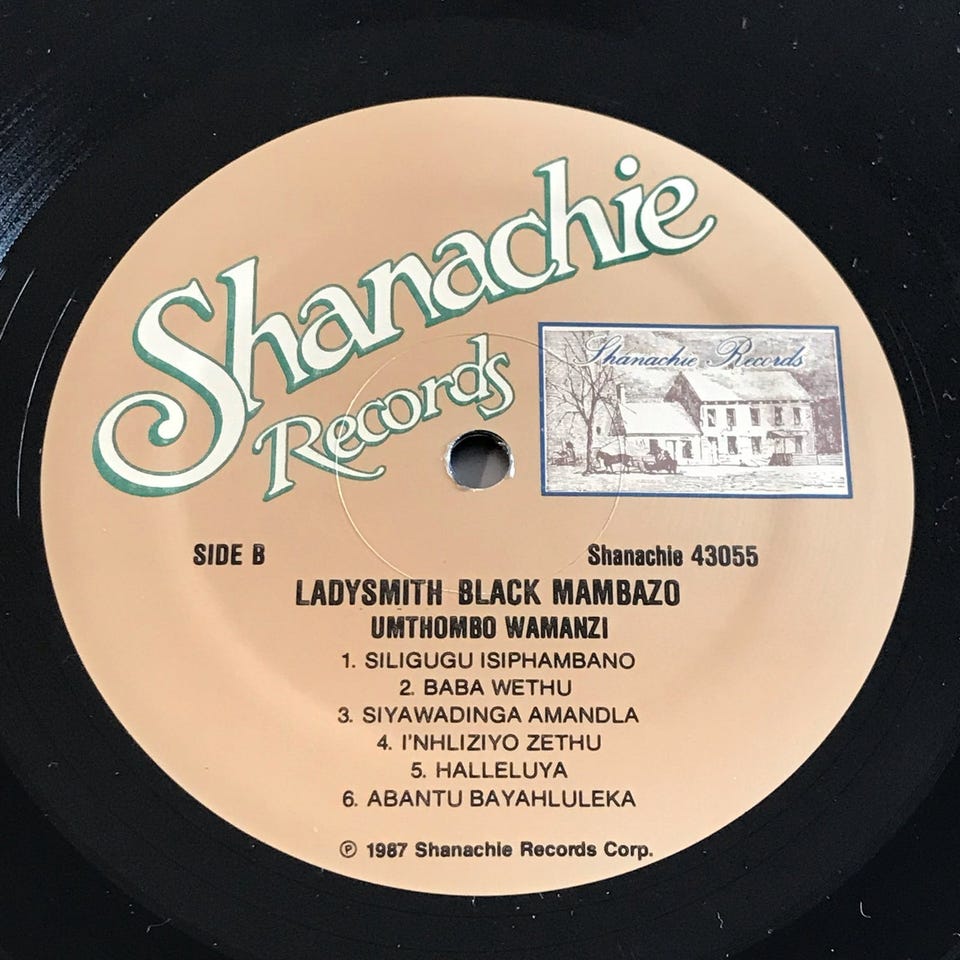 Shanachie
Records
Shanachie Records
SIDE B
Shanachie 43055
LADYSMITH BLACK MAMBAZO
UMTHOMBO WAMANZI
1. SILIGUGU ISIPHAMBANO
2. BABA WETHU
3. SIYAWADINGA AMANDLA
4. I'NHLIZIYO ZETHU
5. HALLELUYA
6. ABANTU BAYAHLULEKA
℗ 1987 Shanachie Records Corp.